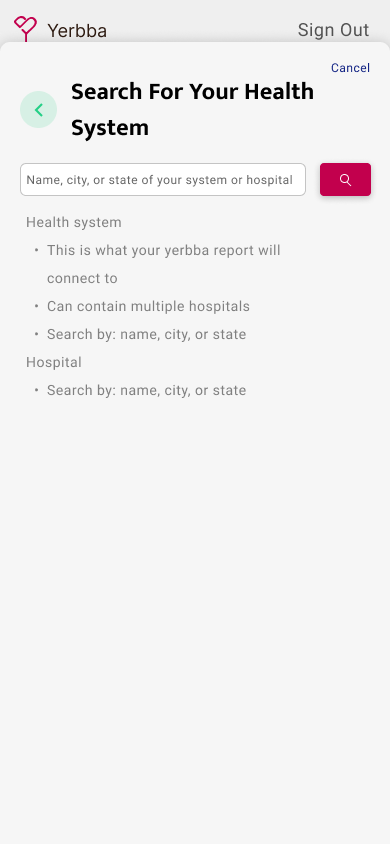 Yerbba
Sign Out
Cancel
Search For Your Health
System
Name, city, or state of your system or hospital
Health system
• This is what your yerbba report will
connect to
• Can contain multiple hospitals
• Search by: name, city, or state
Hospital
• Search by: name, city, or state